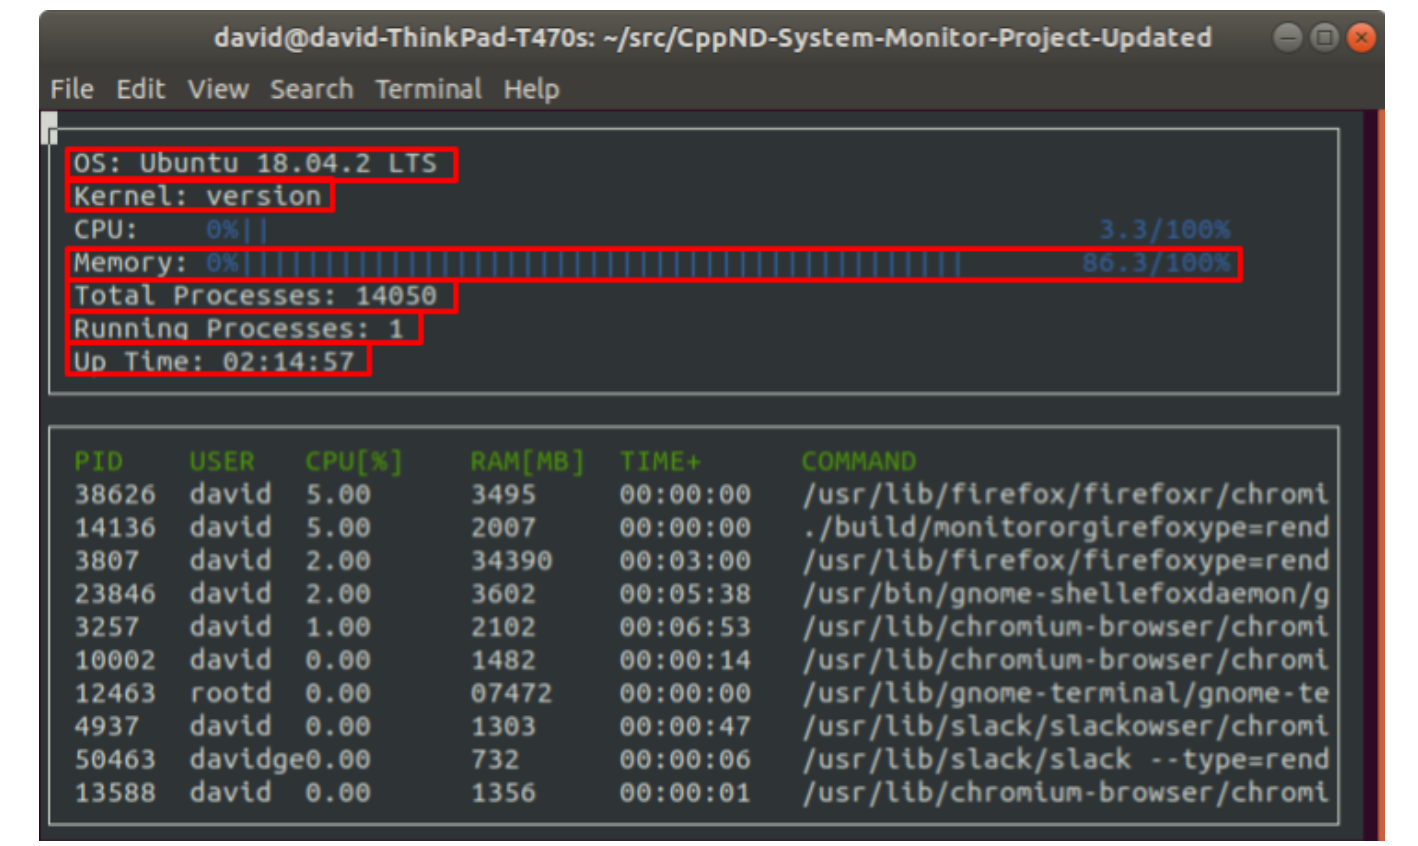 david@david-ThinkPad-T470s: ~/src/CppND-System-Monitor-Project-Updated
File Edit View Search Terminal Help
OS: Ubuntu 18.04.2 LTS
Kernel: version
CPU: 0%|| 3.3/100%
Memory: 0%|||||||||||||||||||||||||||||||||||||||||||| 86.3/100%
Total Processes: 14050
Running Processes: 1
Up Time: 02:14:57
PID USER CPU[%] RAM[MB] TIME+ COMMAND
38626 david 5.00 3495 00:00:00 /usr/lib/firefox/firefoxr/chromi
14136 david 5.00 2007 00:00:00 ./build/monitororgirefoxype=rend
3807 david 2.00 34390 00:03:00 /usr/lib/firefox/firefoxype=rend
23846 david 2.00 3602 00:05:38 /usr/bin/gnome-shellefoxdaemon/g
3257 david 1.00 2102 00:06:53 /usr/lib/chromium-browser/chromi
10002 david 0.00 1482 00:00:14 /usr/lib/chromium-browser/chromi
12463 rootd 0.00 07472 00:00:00 /usr/lib/gnome-terminal/gnome-te
4937 david 0.00 1303 00:00:47 /usr/lib/slack/slackowser/chromi
50463 davidge0.00 732 00:00:06 /usr/lib/slack/slack --type=rend
13588 david 0.00 1356 00:00:01 /usr/lib/chromium-browser/chromi